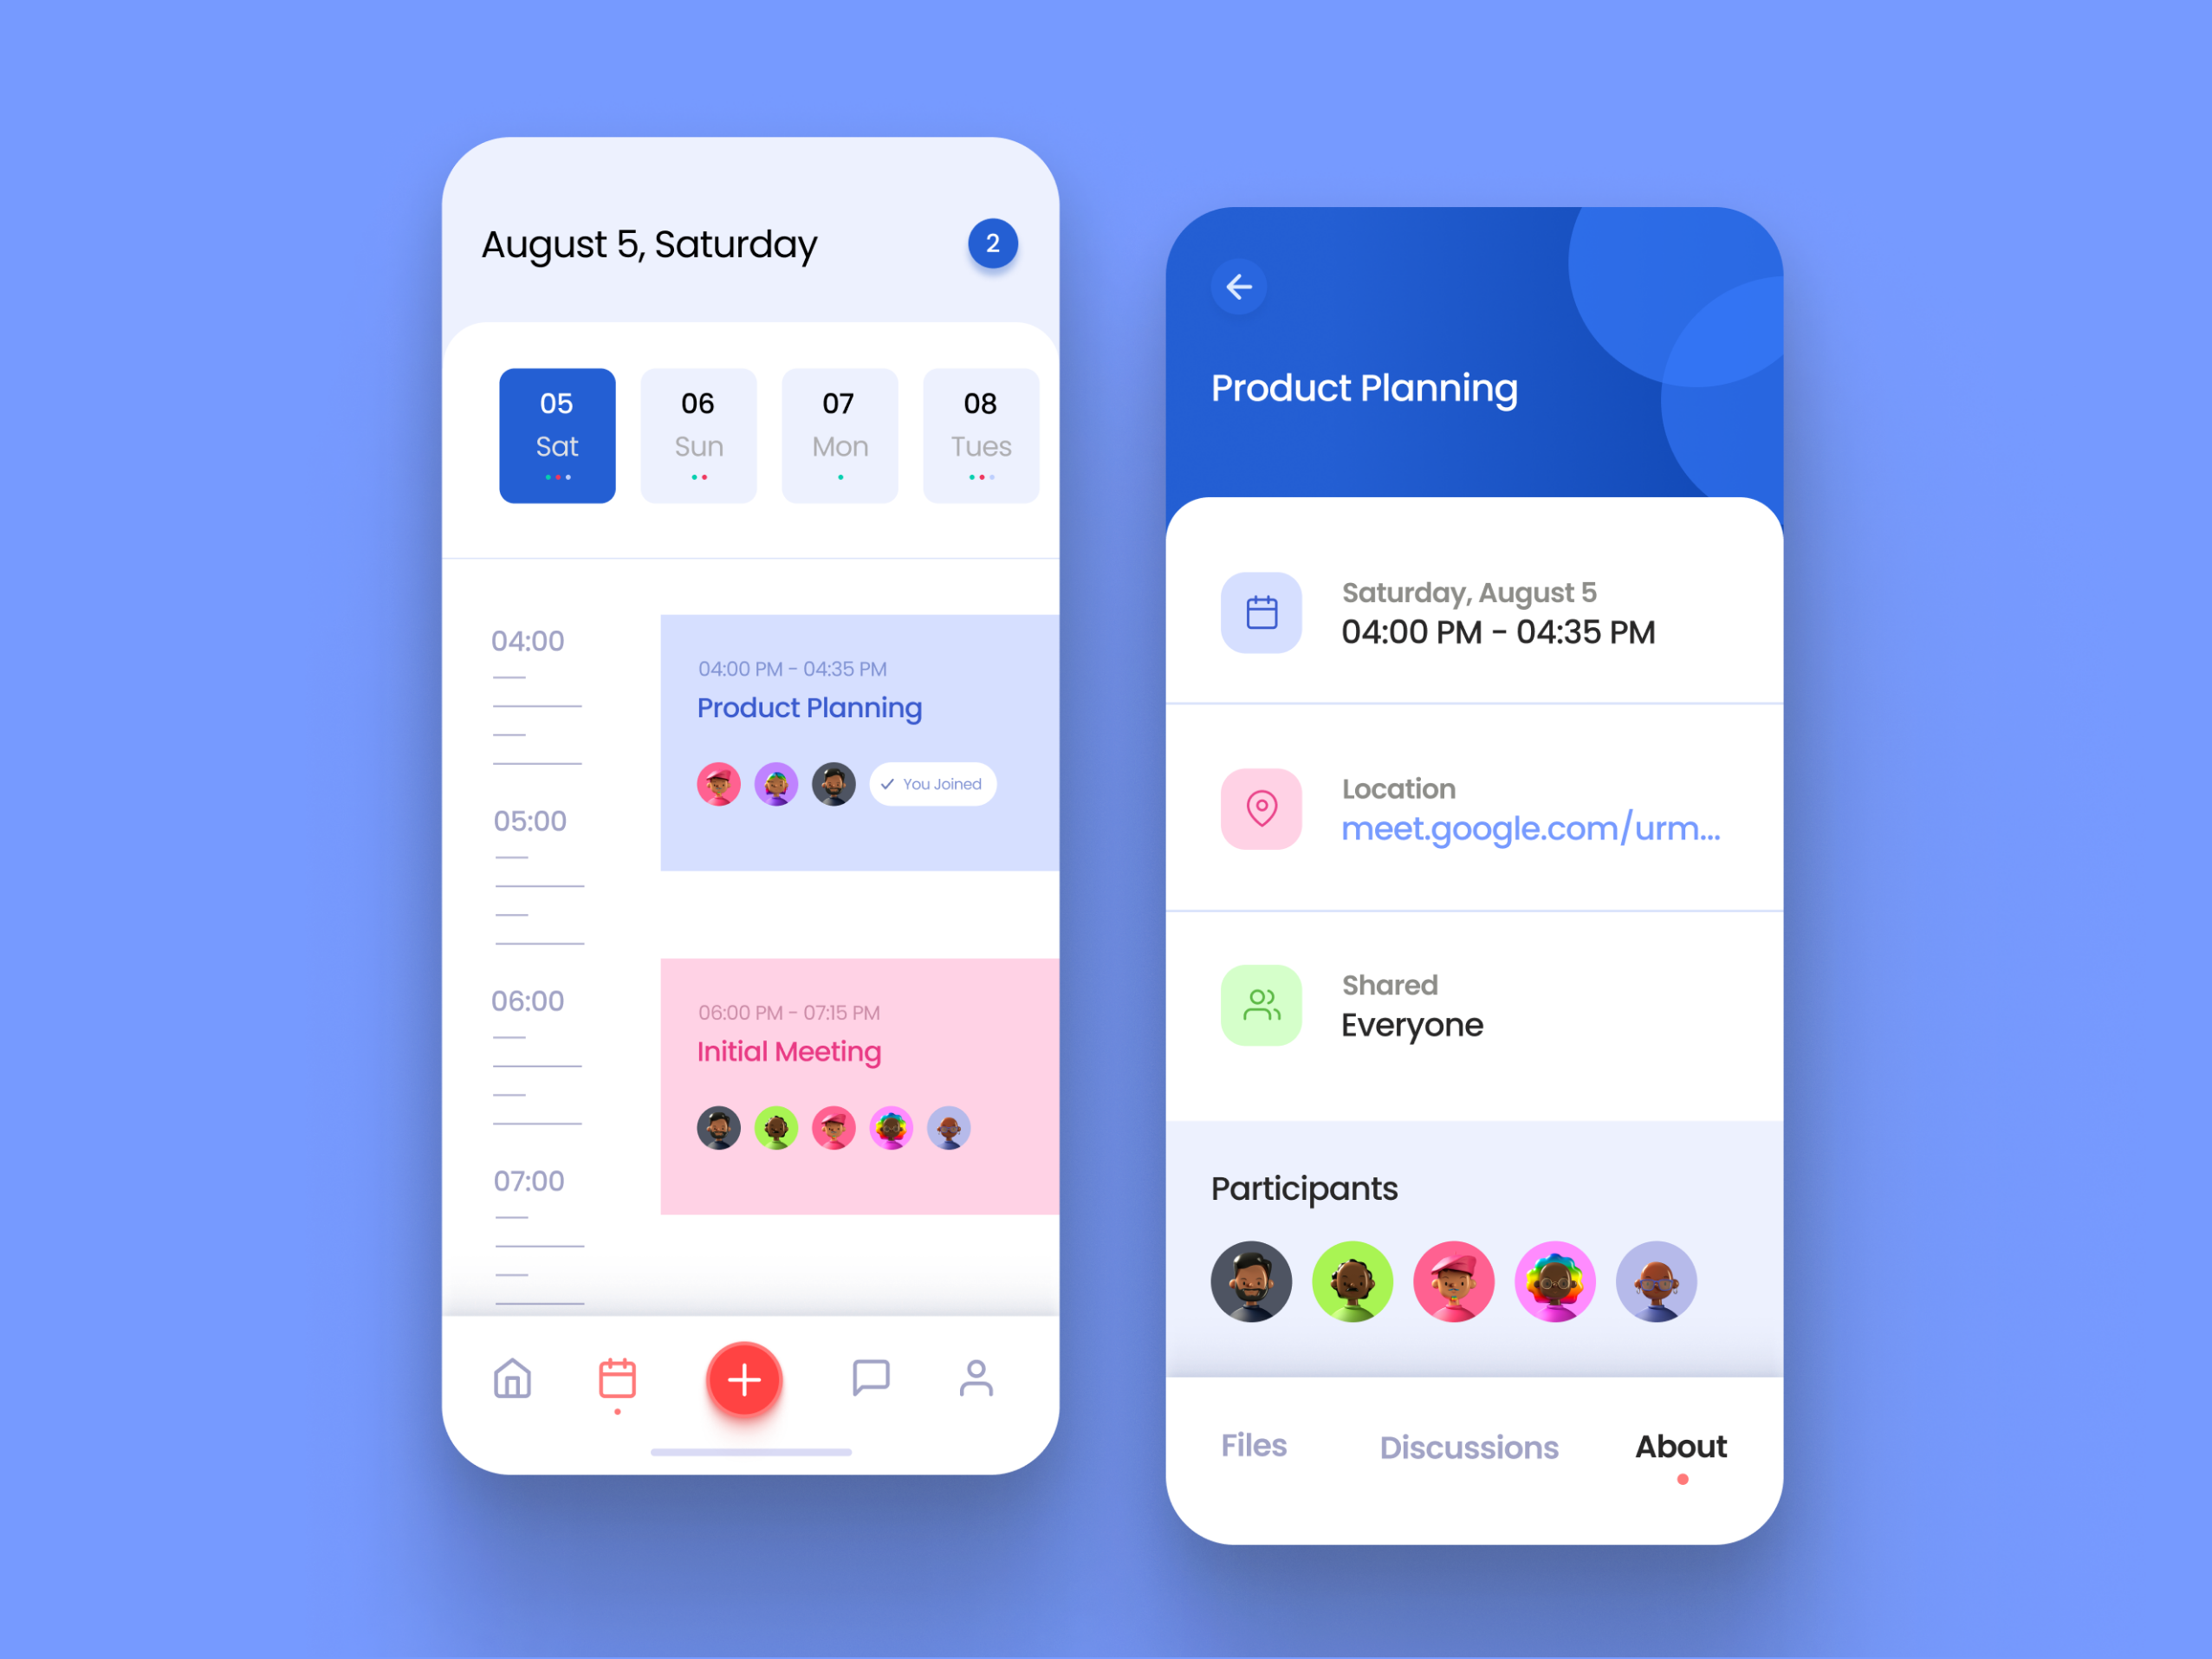 August 5, Saturday
2
05
Sat
06
Sun
07
Mon
08
Tues
04:00
04:00 PM - 04:35 PM
Product Planning
You Joined
05:00
06:00
06:00 PM - 07:15 PM
Initial Meeting
07:00
Product Planning
Saturday, August 5
04:00 PM - 04:35 PM
Location
meet.google.com/urm...
Shared
Everyone
Participants
Files
Discussions
About